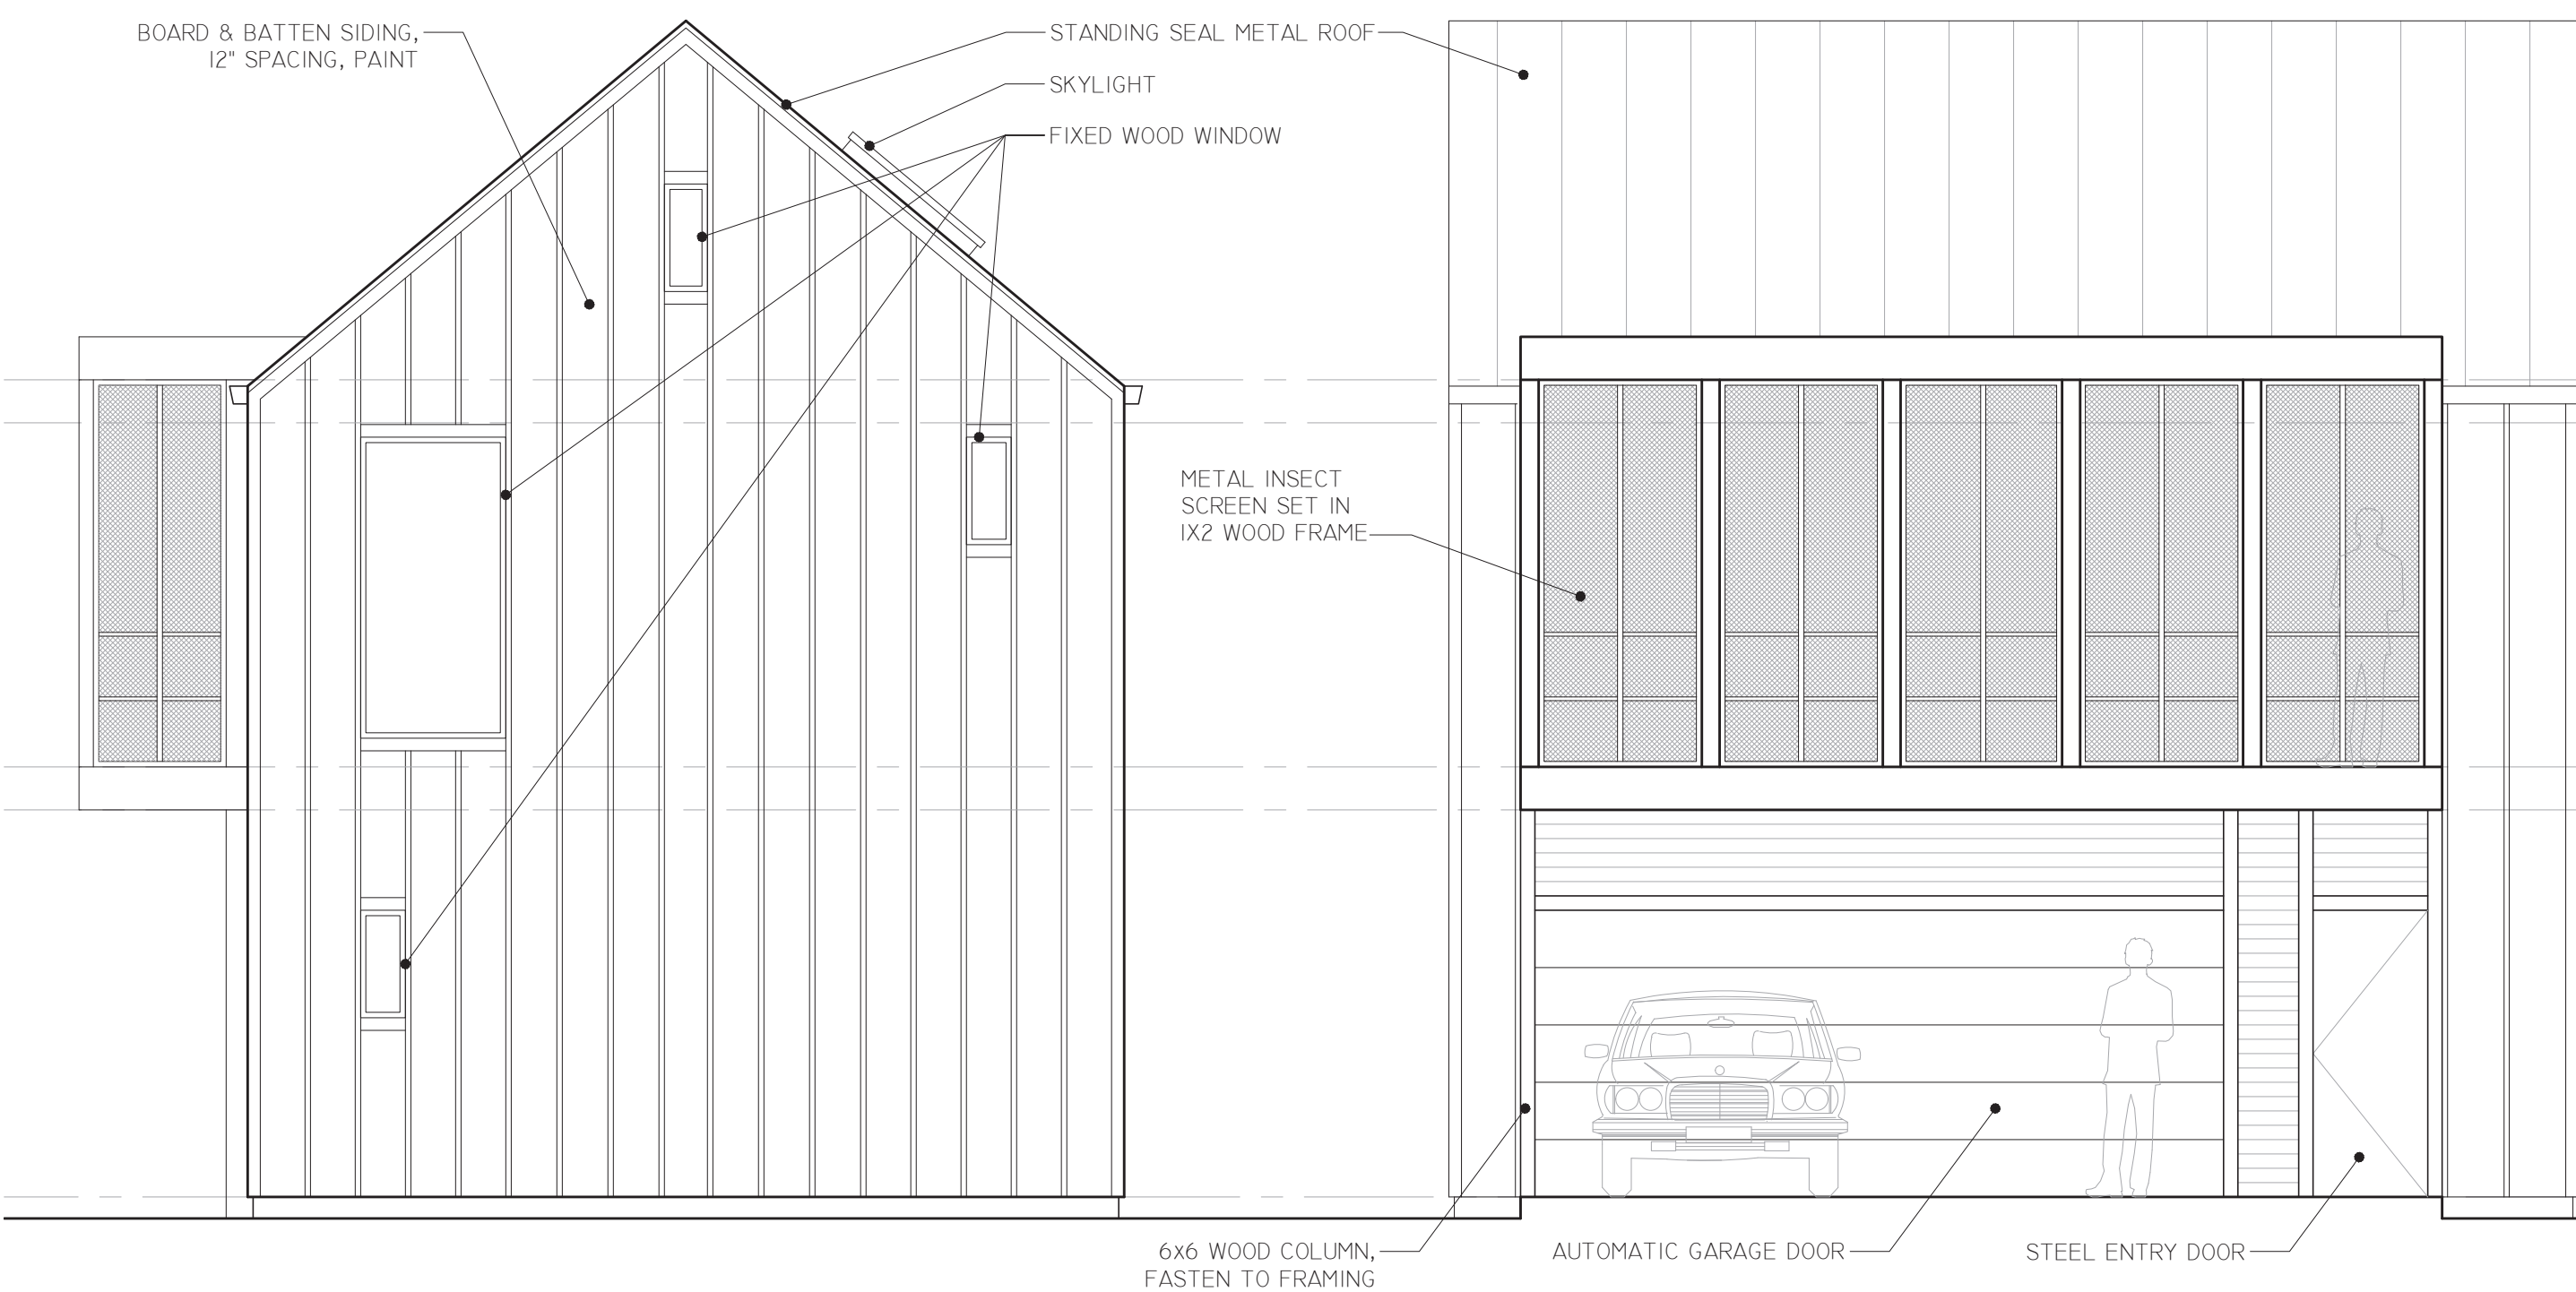 BOARD & BATTEN SIDING,
12" SPACING, PAINT
STANDING SEAL METAL ROOF
SKYLIGHT
FIXED WOOD WINDOW
METAL INSECT
SCREEN SET IN
1X2 WOOD FRAME
6x6 WOOD COLUMN,
FASTEN TO FRAMING
AUTOMATIC GARAGE DOOR
STEEL ENTRY DOOR